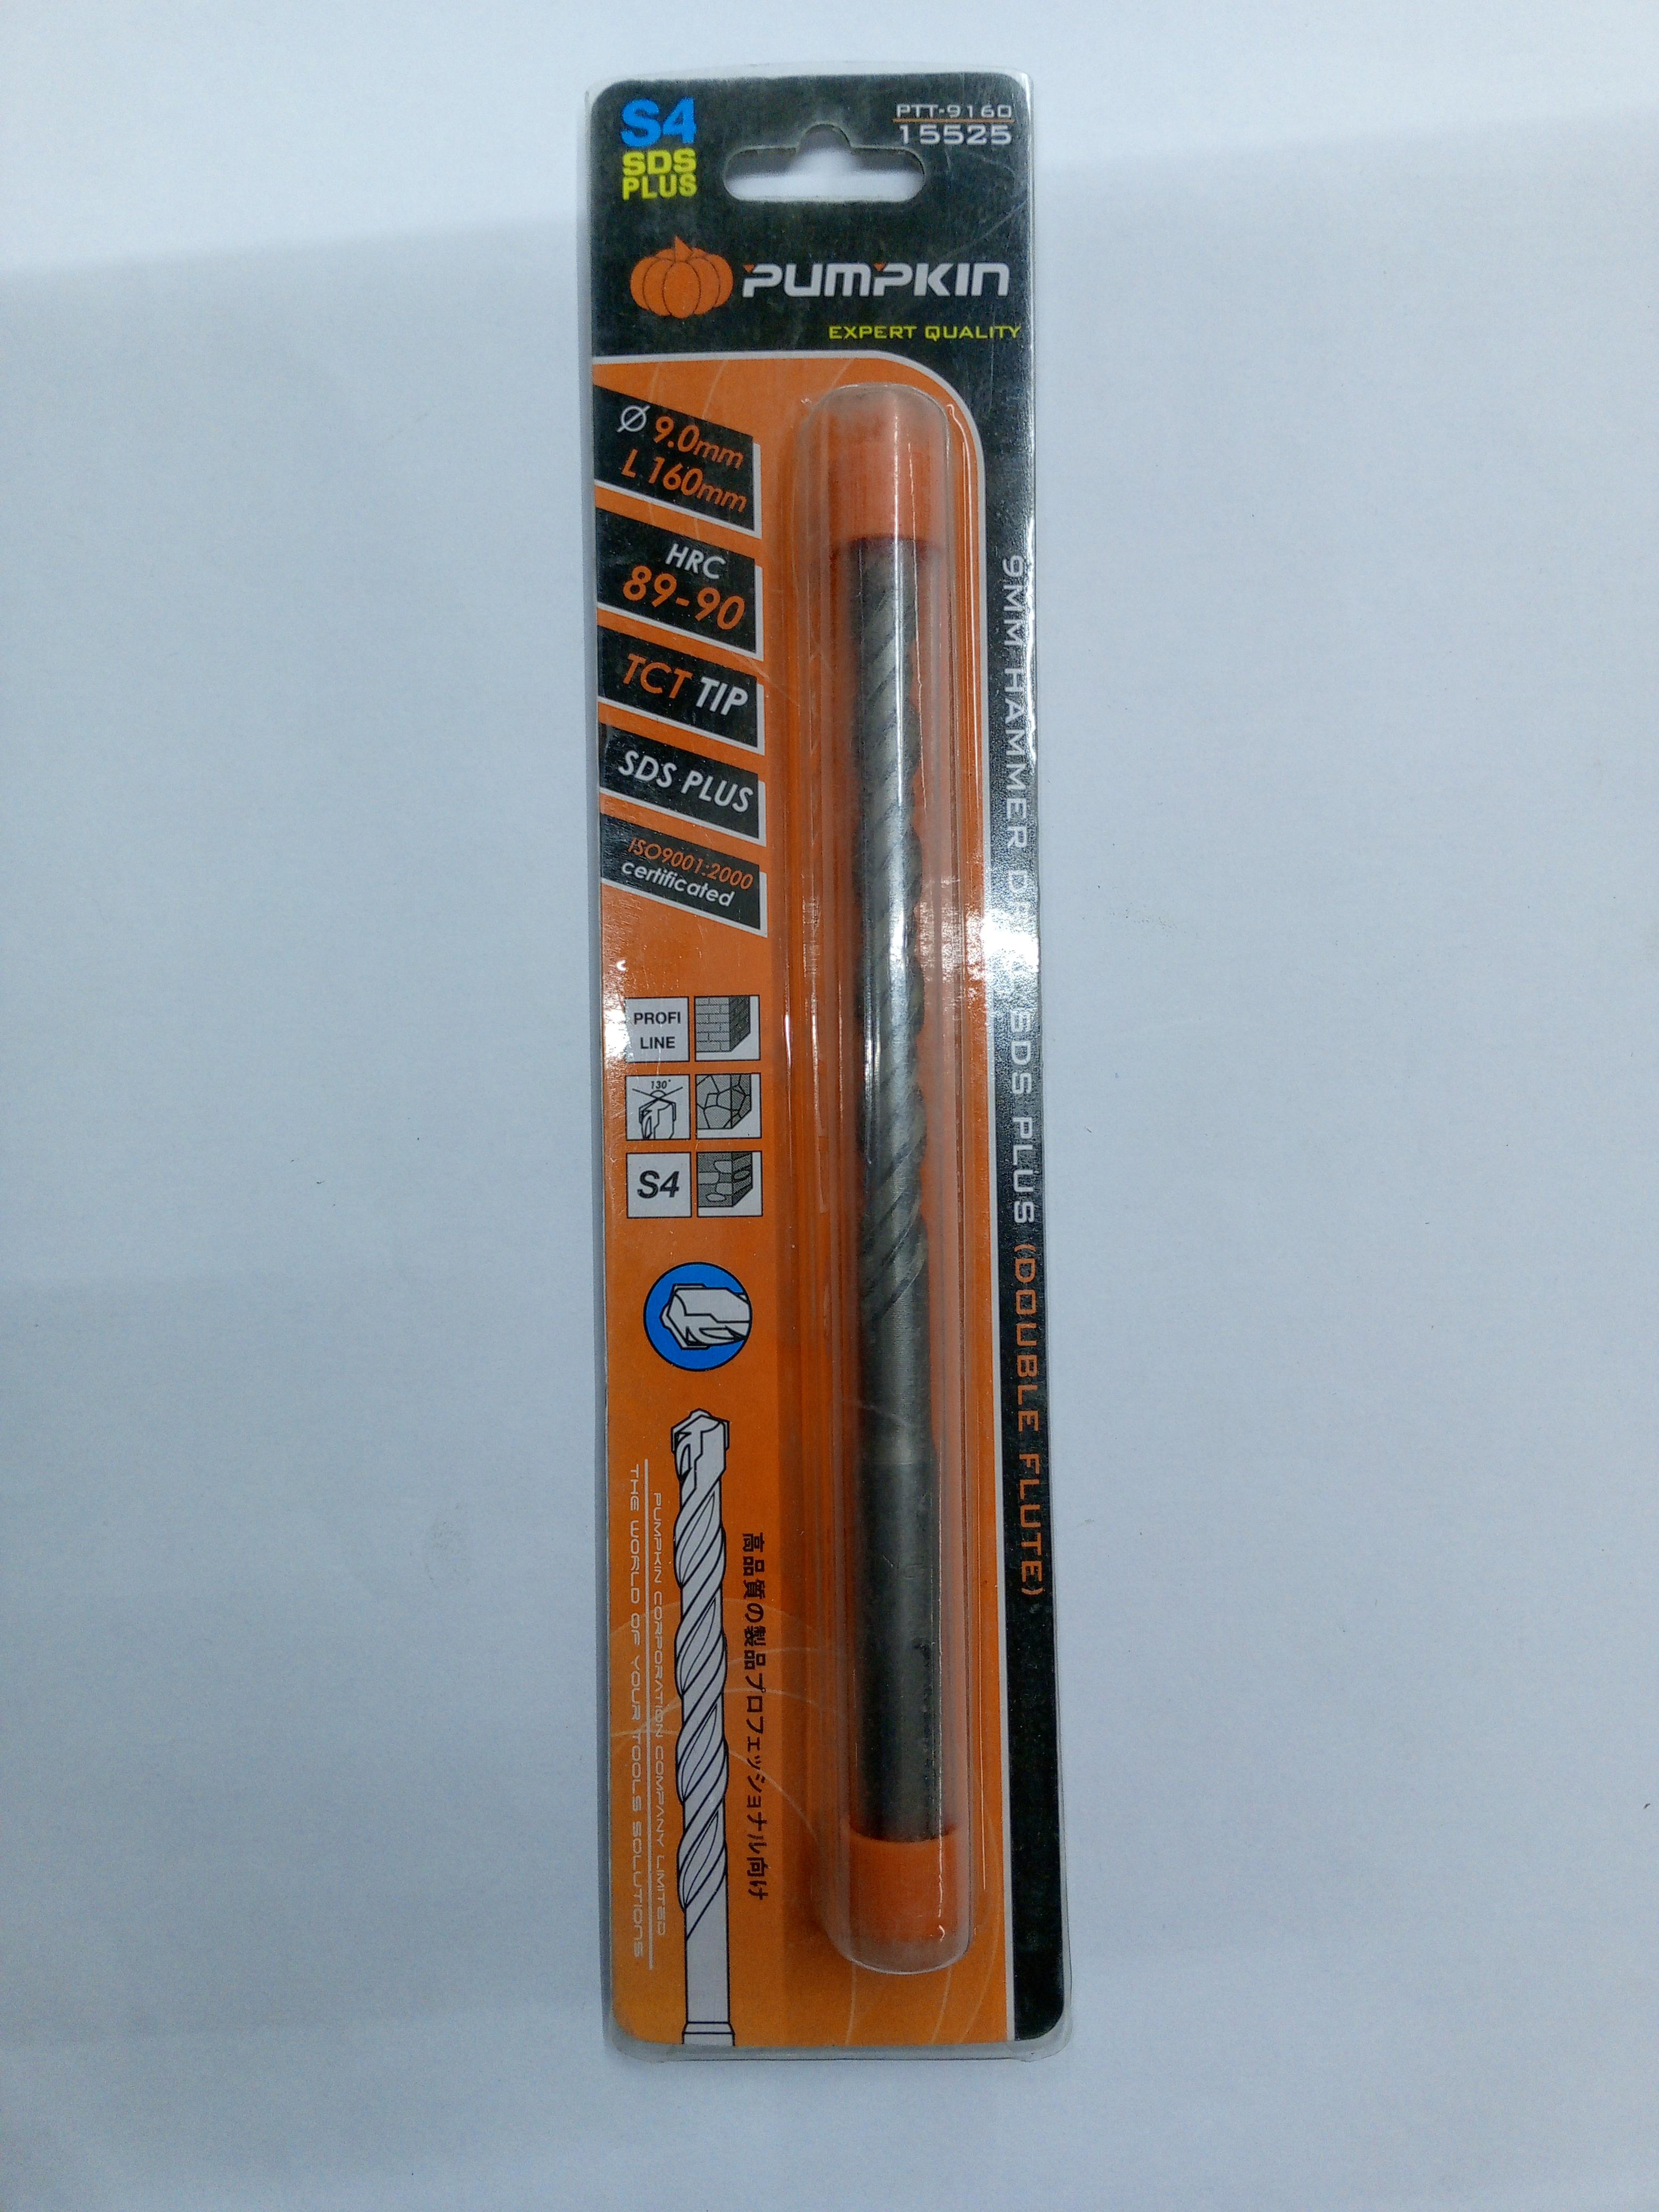 S4
SDS
PLUS
PTT-9160
15525
PUMPKIN
EXPERT QUALITY
Ø 9.0mm
L 160mm
HRC
89-90
TCT TIP
SDS PLUS
ISO9001:2000
certificated
PROFI
LINE
130°
S4
9MM HAMMER DRILL SDS PLUS (DOUBLE FLUTE)
高品質の製品プロフェッショナル向け
PUMPKIN CORPORATION COMPANY LIMITED
THE WORLD OF YOUR TOOLS SOLUTIONS